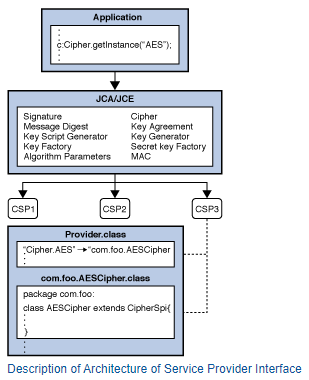 Application
c:Cipher.getInstance("AES");
JCA/JCE
Signature Cipher
Message Digest Key Agreement
Key Script Generator Key Generator
Key Factory Secret key Factory
Algorithm Parameters MAC
CSP1 CSP2 CSP3
Provider.class
"Cipher.AES" → "com.foo.AESCipher
com.foo.AESCipher.class
package com.foo:
class AESCipher extends CipherSpi{
}
Description of Architecture of Service Provider Interface